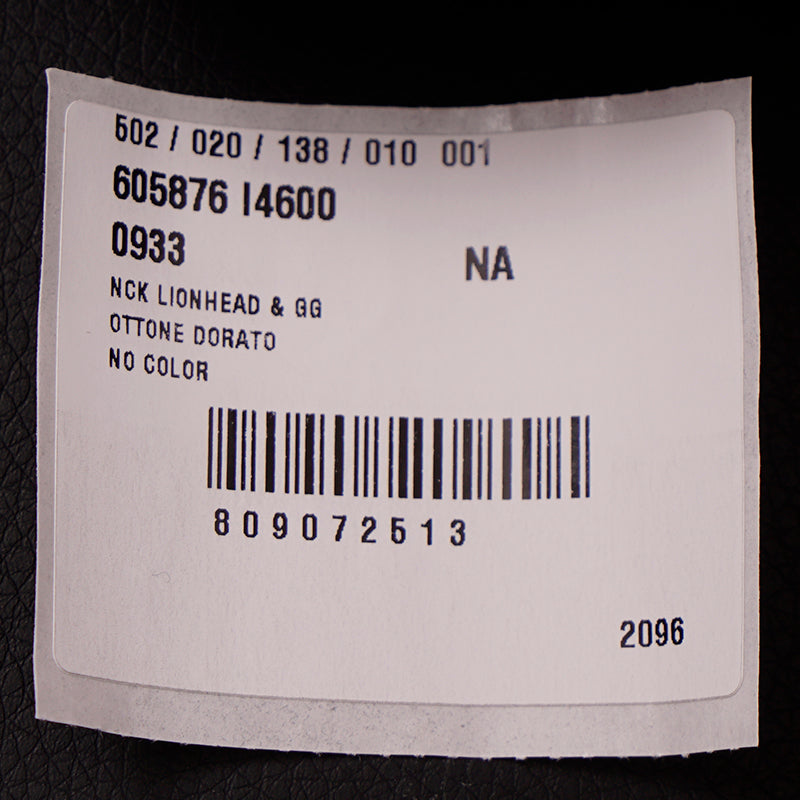 502 / 020 / 138 / 010 001
605876 I4600
0933
NA
NCK LIONHEAD & GG
OTTONE DORATO
NO COLOR
809072513
2096